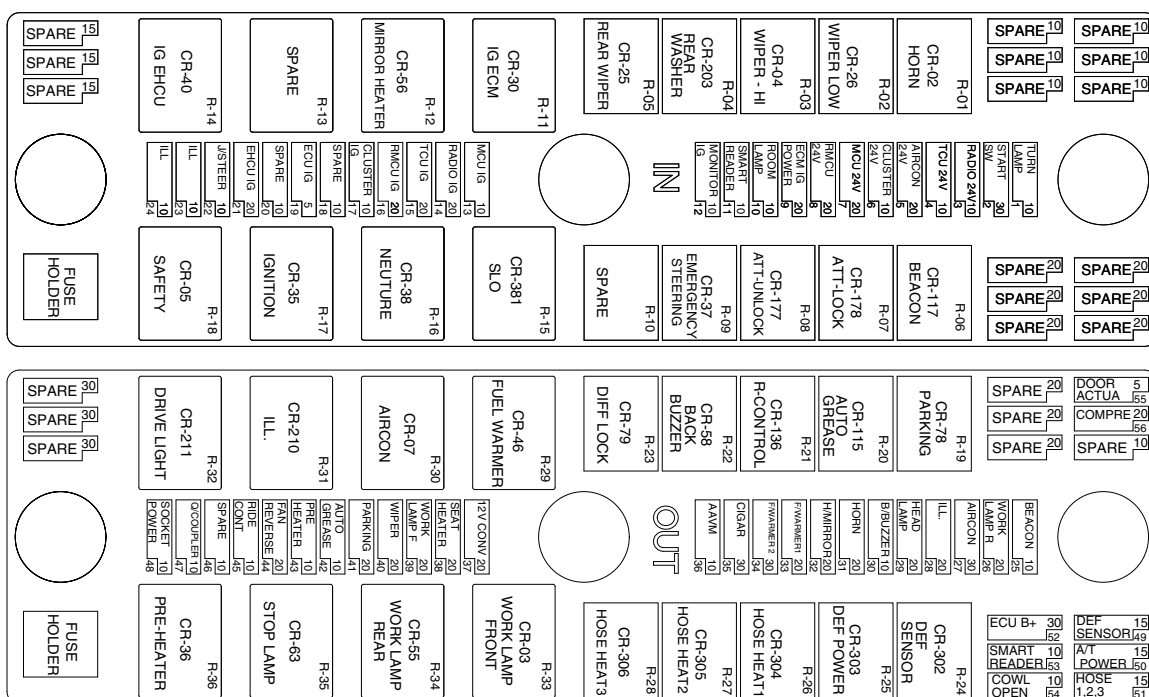 SPARE 15
SPARE 15
SPARE 15
CR-40
IG EHCU
R-14
SPARE
R-13
CR-56
MIRROR HEATER
R-12
CR-30
IG ECM
R-11
CR-25
REAR WIPER
R-05
CR-203
REAR
WASHER
R-04
CR-04
WIPER - HI
R-03
CR-26
WIPER LOW
R-02
CR-02
HORN
R-01
SPARE 10
SPARE 10
SPARE 10
SPARE 10
SPARE 10
SPARE 10
ILL 10 24
ILL 10 23
J/STEER 10 22
EHCU IG 20 21
SPARE 10 20
ECU IG 5 19
SPARE 10 18
CLUSTER IG 10 17
RMCU IG 20 16
TCU IG 20 15
RADIO IG 20 14
MCU IG 10 13
IN
MONITOR IG 10 12
SMART READER 10 11
ROOM LAMP 10 10
ECM IG POWER 20 9
RMCU 24V 20 8
MCU 24V 20 7
CLUSTER 24V 10 6
AIRCON 24V 20 5
TCU 24V 10 4
RADIO 24V 10 3
START SW 30 2
TURN LAMP 10 1
FUSE
HOLDER
CR-05
SAFETY
R-18
CR-35
IGNITION
R-17
CR-38
NEUTURE
R-16
CR-381
SLO
R-15
SPARE
R-10
CR-37
EMERGENCY
STEERING
R-09
CR-177
ATT-UNLOCK
R-08
CR-178
ATT-LOCK
R-07
CR-117
BEACON
R-06
SPARE 20
SPARE 20
SPARE 20
SPARE 20
SPARE 20
SPARE 20
SPARE 30
SPARE 30
SPARE 30
CR-211
DRIVE LIGHT
R-32
CR-210
ILL.
R-31
CR-07
AIRCON
R-30
CR-46
FUEL WARMER
R-29
CR-79
DIFF LOCK
R-23
CR-58
BACK
BUZZER
R-22
CR-136
R-CONTROL
R-21
CR-115
AUTO
GREASE
R-20
CR-78
PARKING
R-19
SPARE 20
DOOR ACTUA 5 55
SPARE 20
COMPRE 20 56
SPARE 20
SPARE 10
SOCKET POWER 10 48
Q/COUPLER 10 47
SPARE 10 46
RIDE CONT 10 45
FAN REVERSE 20 44
PRE HEATER 10 43
AUTO GREASE 10 42
PARKING 20 41
WIPER 20 40
WORK LAMP F 20 39
SEAT HEATER 20 38
12V CONV 20 37
OUT
AAVM 10 36
CIGAR 30 35
F/WARMER 2 30 34
F/WARMER1 20 33
H/MIRROR 20 32
HORN 20 31
B/BUZZER 10 30
HEAD LAMP 20 29
ILL. 20 28
AIRCON 30 27
WORK LAMP R 20 26
BEACON 10 25
FUSE
HOLDER
CR-36
PRE-HEATER
R-36
CR-63
STOP LAMP
R-35
CR-55
WORK LAMP
REAR
R-34
CR-03
WORK LAMP
FRONT
R-33
CR-306
HOSE HEAT3
R-28
CR-305
HOSE HEAT2
R-27
CR-304
HOSE HEAT1
R-26
CR-303
DEF POWER
R-25
CR-302
DEF
SENSOR
R-24
ECU B+ 30 52
DEF SENSOR 15 49
SMART READER 10 53
A/T POWER 15 50
COWL OPEN 10 54
HOSE 1,2,3 15 51